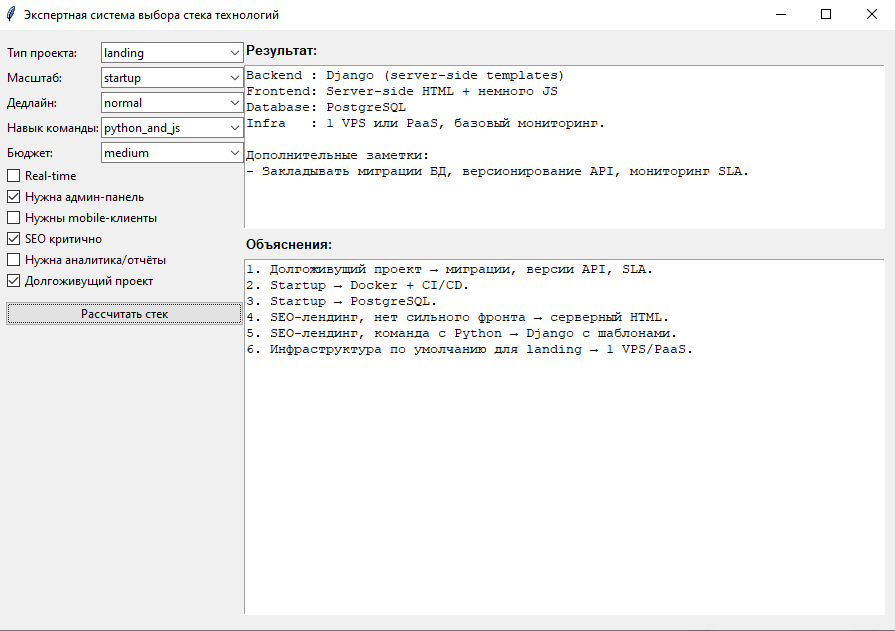 Экспертная система выбора стека технологий
Тип проекта: landing
Масштаб: startup
Дедлайн: normal
Навык команды: python_and_js
Бюджет: medium
Real-time
Нужна админ-панель
Нужны mobile-клиенты
SEO критично
Нужна аналитика/отчёты
Долгоживущий проект
Рассчитать стек
Результат:
Backend : Django (server-side templates)
Frontend: Server-side HTML + немного JS
Database: PostgreSQL
Infra   : 1 VPS или PaaS, базовый мониторинг.
Дополнительные заметки:
- Закладывать миграции БД, версионирование API, мониторинг SLA.
Объяснения:
1. Долгоживущий проект → миграции, версии API, SLA.
2. Startup → Docker + CI/CD.
3. Startup → PostgreSQL.
4. SEO-лендинг, нет сильного фронта → серверный HTML.
5. SEO-лендинг, команда с Python → Django с шаблонами.
6. Инфраструктура по умолчанию для landing → 1 VPS/PaaS.